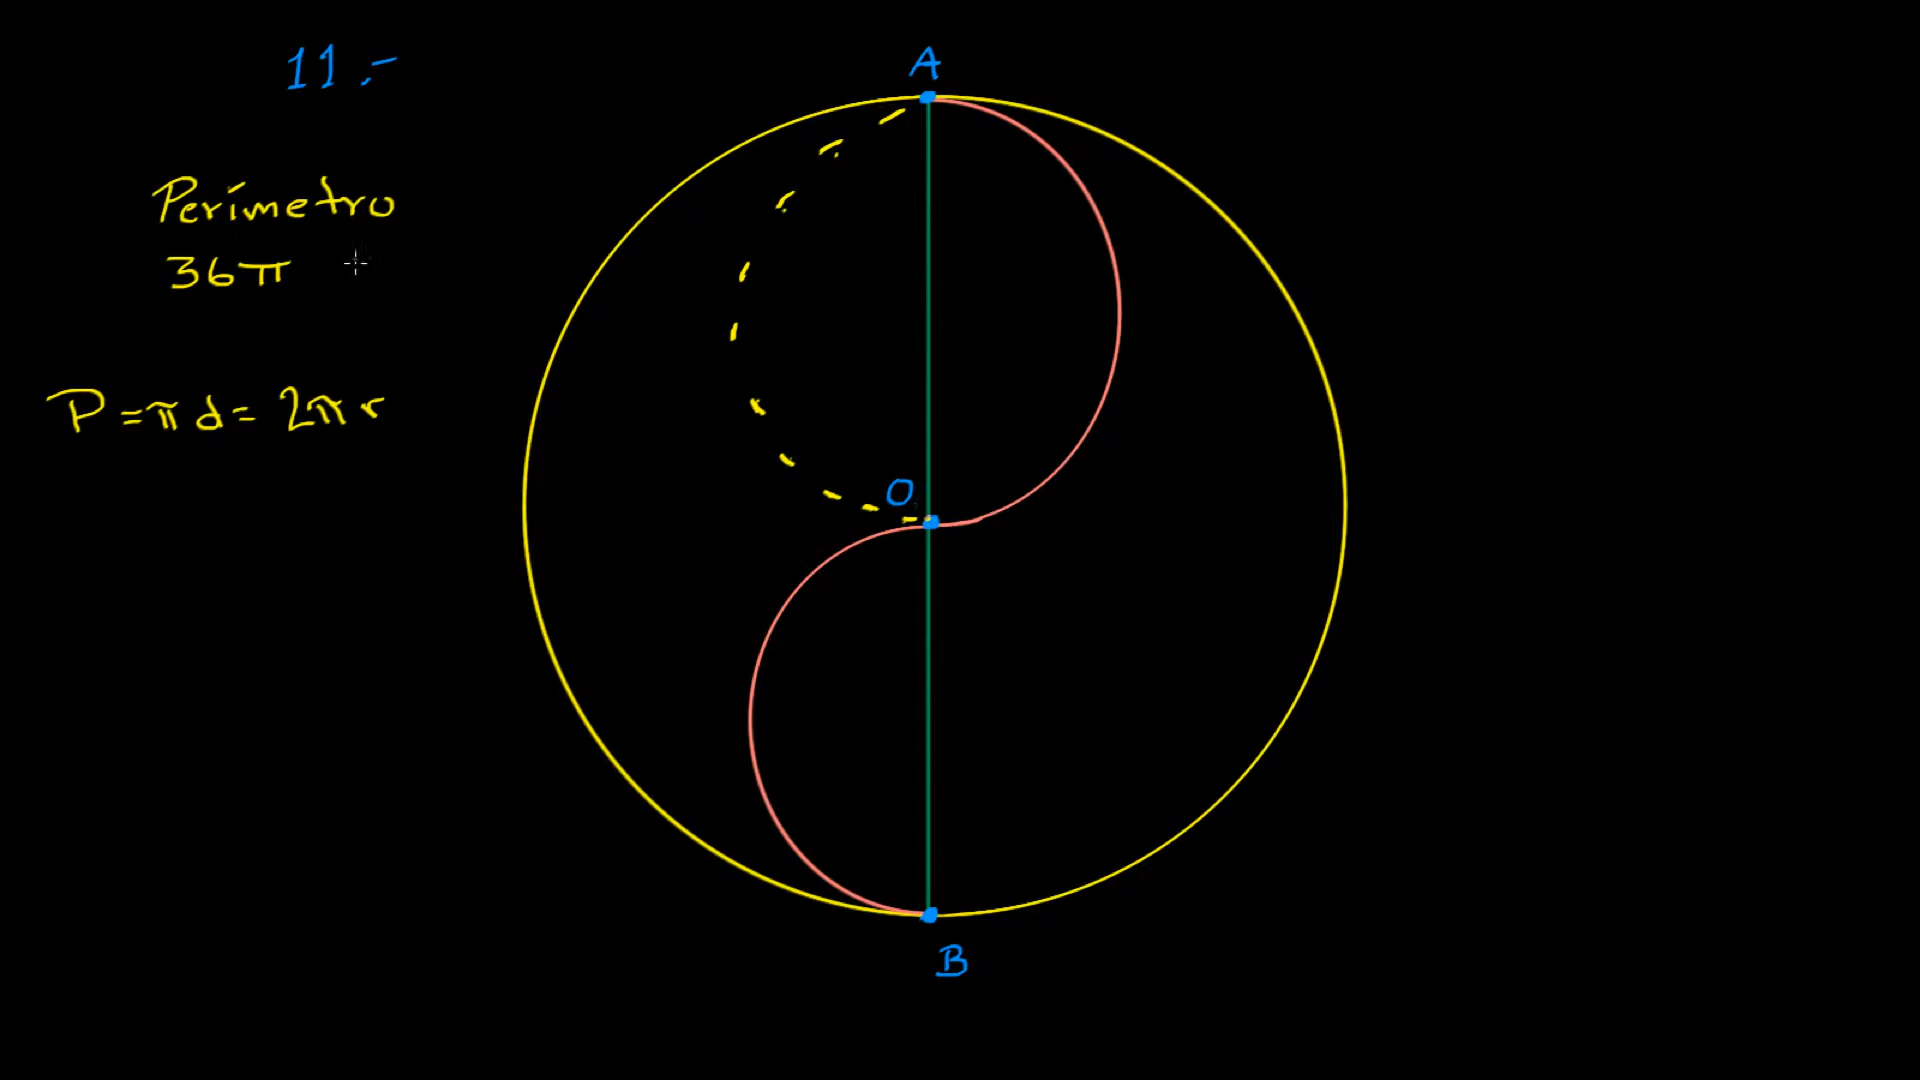 11.-
A
Perímetro
36π
P = π d = 2π r
O
B